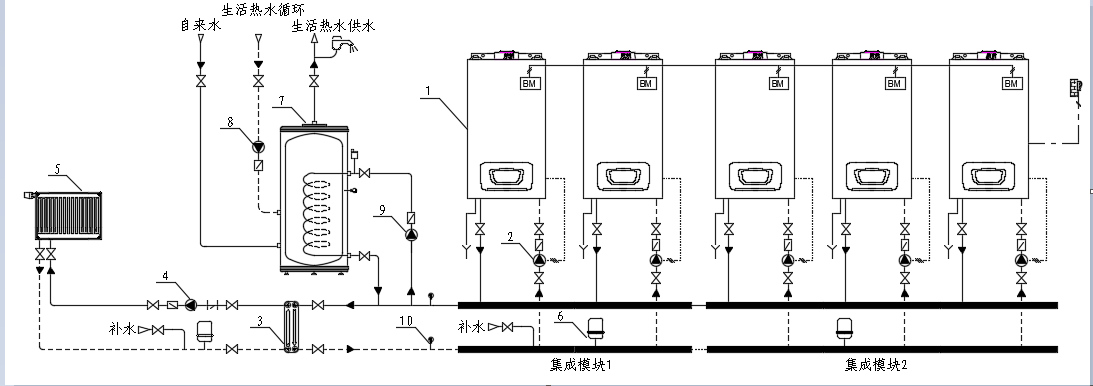 生活热水循环
自来水
生活热水供水
BM
BM
BM
BM
BM
1
7
8
5
9
2
4
补水
3
10
补水
6
集成模块1
集成模块2